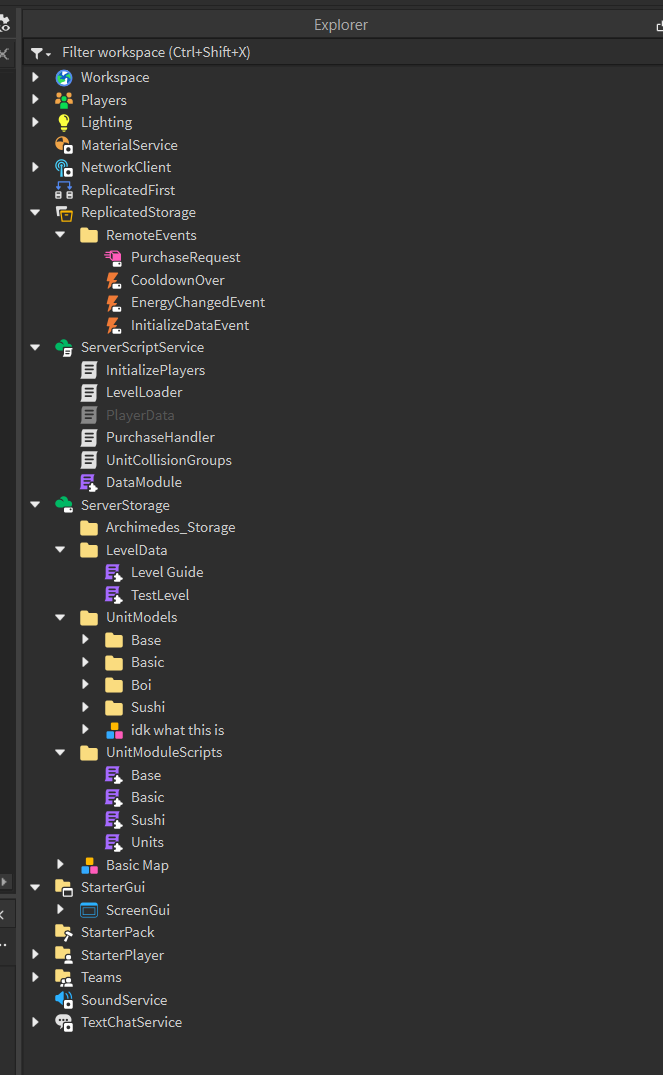 Explorer
Filter workspace (Ctrl+Shift+X)
Workspace
Players
Lighting
MaterialService
NetworkClient
ReplicatedFirst
ReplicatedStorage
RemoteEvents
PurchaseRequest
CooldownOver
EnergyChangedEvent
InitializeDataEvent
ServerScriptService
InitializePlayers
LevelLoader
PlayerData
PurchaseHandler
UnitCollisionGroups
DataModule
ServerStorage
Archimedes_Storage
LevelData
Level Guide
TestLevel
UnitModels
Base
Basic
Boi
Sushi
idk what this is
UnitModuleScripts
Base
Basic
Sushi
Units
Basic Map
StarterGui
ScreenGui
StarterPack
StarterPlayer
Teams
SoundService
TextChatService